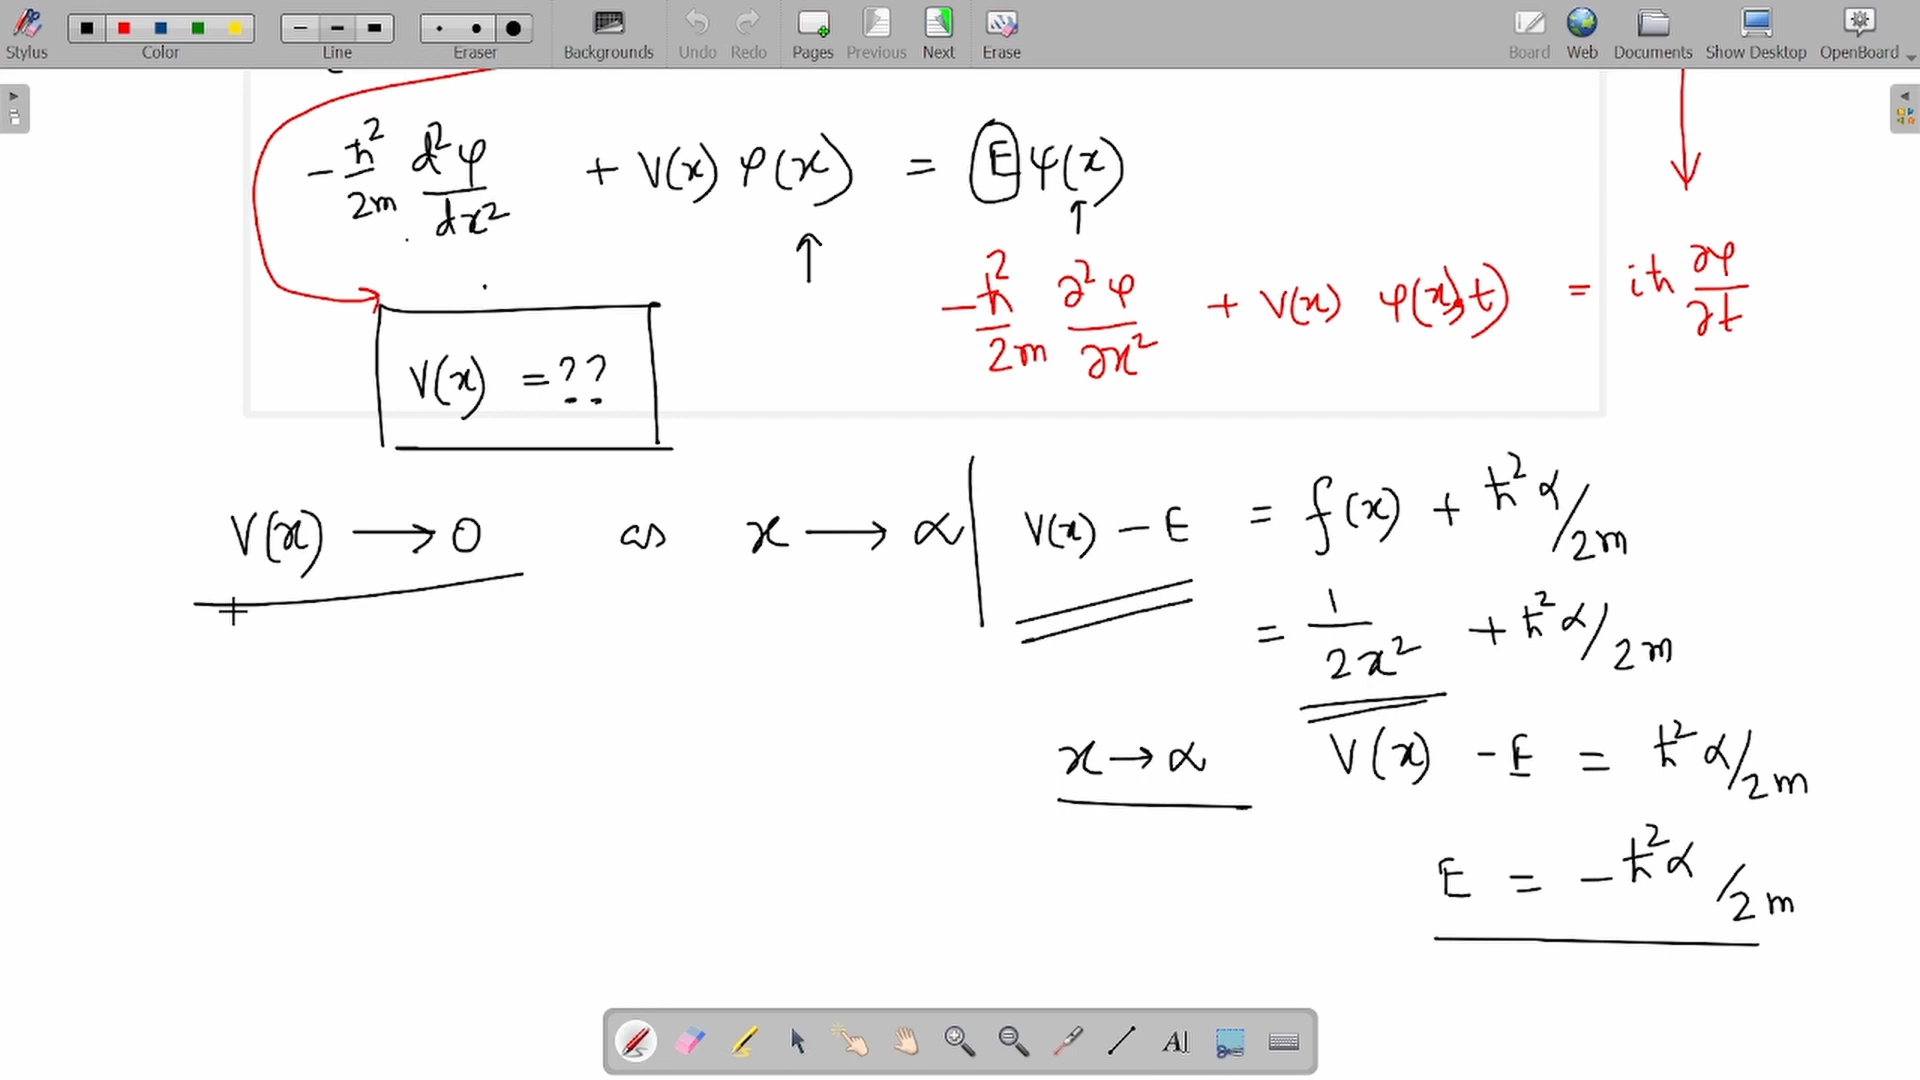 Stylus Color Line Eraser Backgrounds Undo Redo Pages Previous Next Erase Board Web Documents Show Desktop OpenBoard
-ħ²/2m d²φ/dx² + V(x) φ(x) = E φ(x)
-ħ²/2m ∂²φ/∂x² + V(x) φ(x,t) = iħ ∂φ/∂t
V(x) = ??
V(x) → 0 as x → ∝
V(x) - E = f(x) + ħ²α/2m
= 1/2x² + ħ²α/2m
x → ∝ V(x) - E = ħ²α/2m
E = -ħ²α/2m